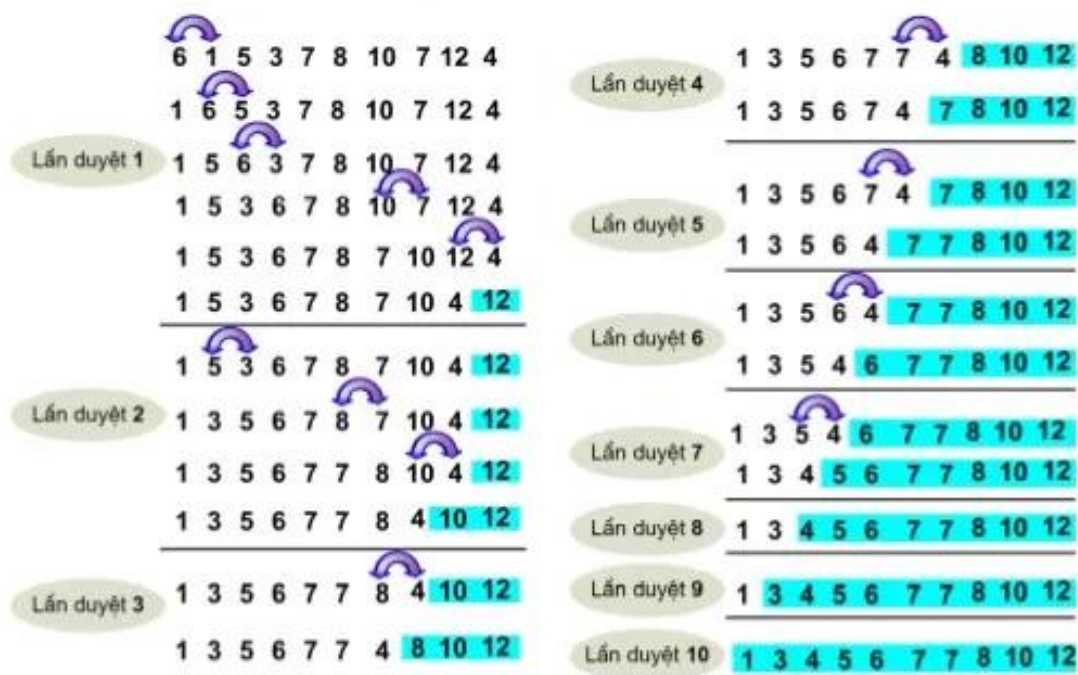 6 1 5 3 7 8 10 7 12 4
1 6 5 3 7 8 10 7 12 4
Lần duyệt 1
1 5 6 3 7 8 10 7 12 4
1 5 3 6 7 8 10 7 12 4
1 5 3 6 7 8 7 10 12 4
1 5 3 6 7 8 7 10 4 12
1 5 3 6 7 8 7 10 4 12
Lần duyệt 2
1 3 5 6 7 8 7 10 4 12
1 3 5 6 7 7 8 10 4 12
1 3 5 6 7 7 8 4 10 12
Lần duyệt 3
1 3 5 6 7 7 8 4 10 12
1 3 5 6 7 7 4 8 10 12
1 3 5 6 7 7 4 8 10 12
Lần duyệt 4
1 3 5 6 7 4 7 8 10 12
1 3 5 6 7 4 7 8 10 12
Lần duyệt 5
1 3 5 6 4 7 7 8 10 12
1 3 5 6 4 7 7 8 10 12
Lần duyệt 6
1 3 5 4 6 7 7 8 10 12
1 3 5 4 6 7 7 8 10 12
Lần duyệt 7
1 3 4 5 6 7 7 8 10 12
Lần duyệt 8
1 3 4 5 6 7 7 8 10 12
Lần duyệt 9
1 3 4 5 6 7 7 8 10 12
Lần duyệt 10
1 3 4 5 6 7 7 8 10 12